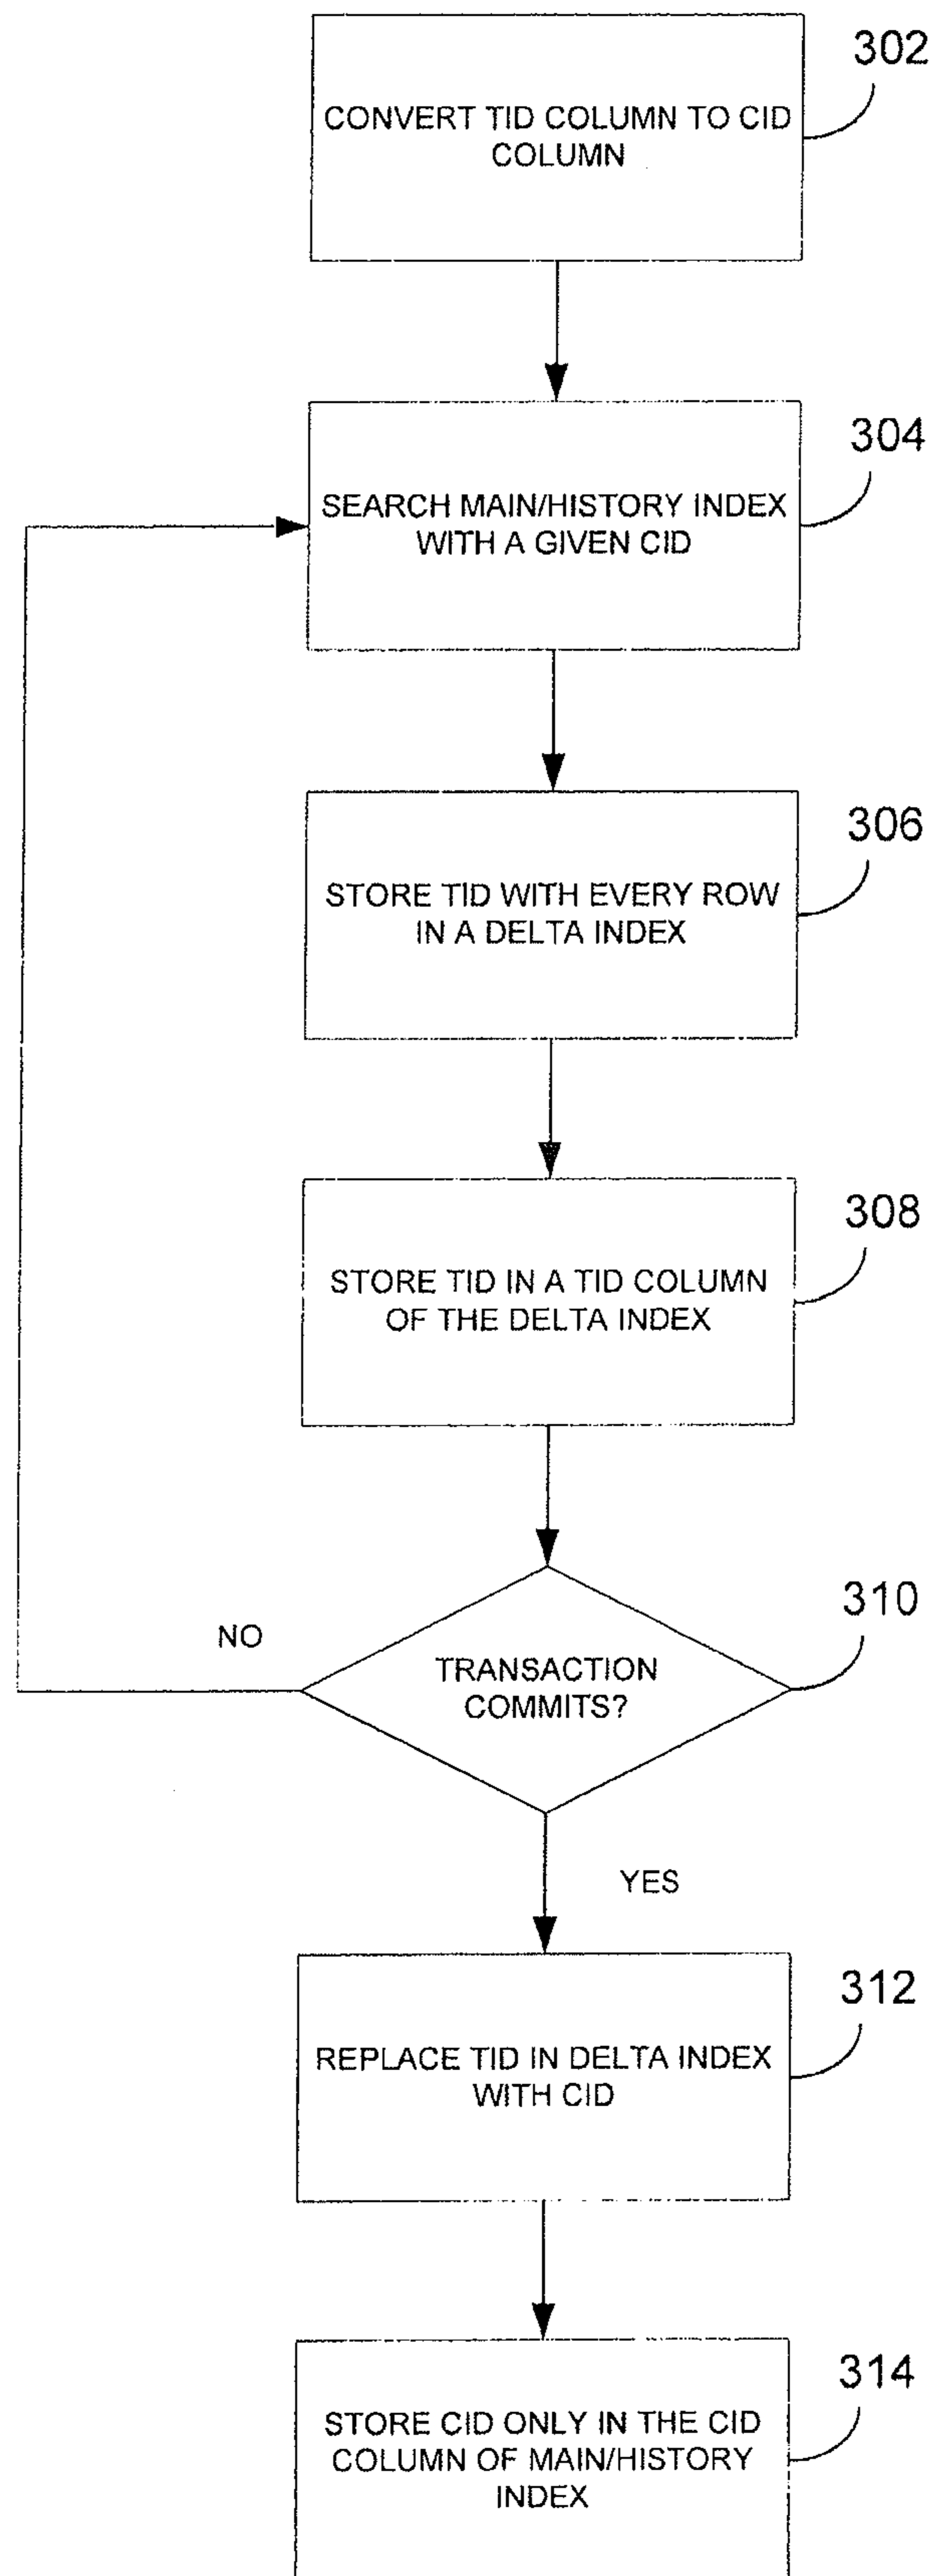 302
CONVERT TID COLUMN TO CID
COLUMN
304
SEARCH MAIN/HISTORY INDEX
WITH A GIVEN CID
306
STORE TID WITH EVERY ROW
IN A DELTA INDEX
308
STORE TID IN A TID COLUMN
OF THE DELTA INDEX
310
NO
TRANSACTION
COMMITS?
YES
312
REPLACE TID IN DELTA INDEX
WITH CID
314
STORE CID ONLY IN THE CID
COLUMN OF MAIN/HISTORY
INDEX